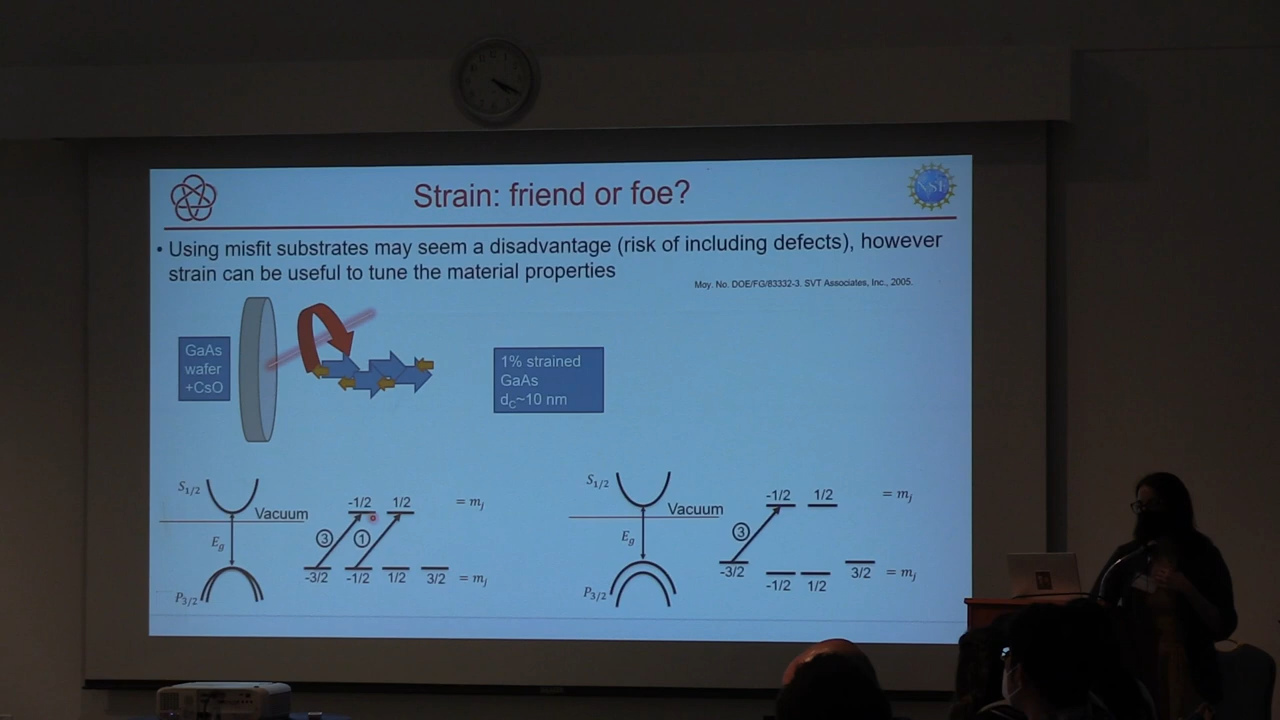 Strain: friend or foe?
NSF
• Using misfit substrates may seem a disadvantage (risk of including defects), however
strain can be useful to tune the material properties
Moy. No. DOE/FG/83332-3. SVT Associates, Inc., 2005.
GaAs
wafer
+CsO
1% strained
GaAs
dC~10 nm
S1/2
Vacuum
Eg
P3/2
-1/2 1/2 = mj
3 1
-3/2 -1/2 1/2 3/2 = mj
S1/2
Vacuum
Eg
P3/2
-1/2 1/2 = mj
3
-3/2 -1/2 1/2 3/2 = mj